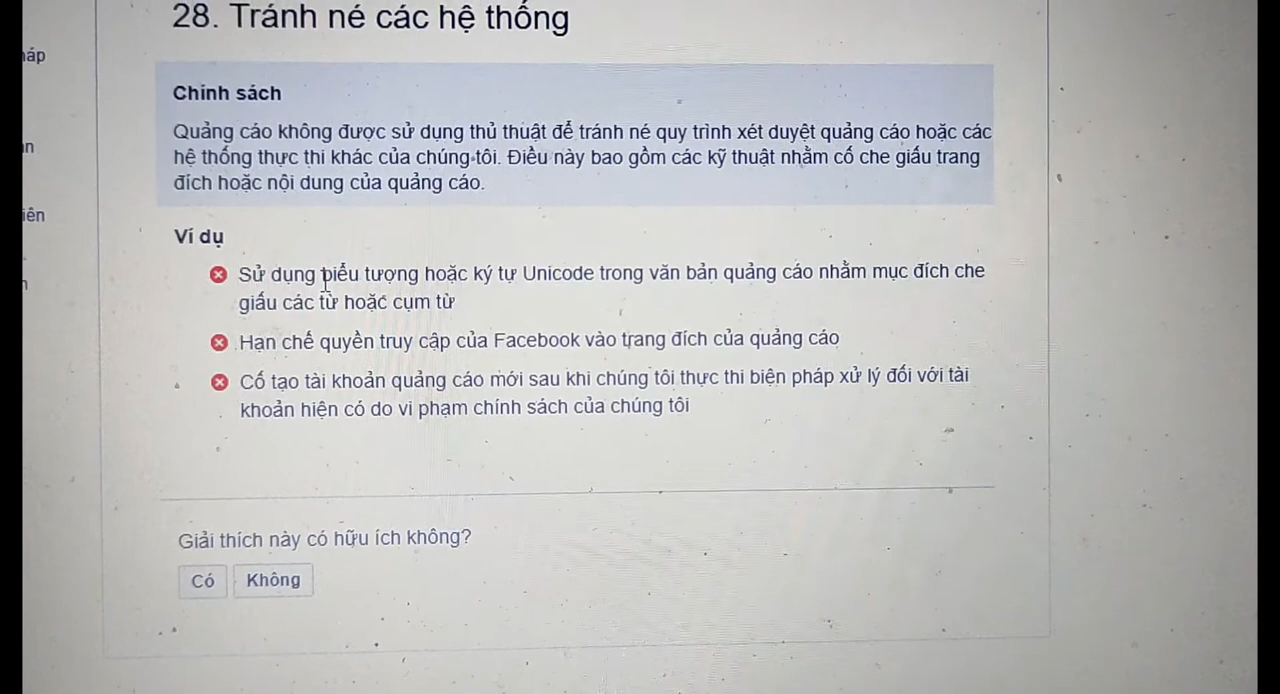 28. Tránh né các hệ thống
Chính sách
Quảng cáo không được sử dụng thủ thuật để tránh né quy trình xét duyệt quảng cáo hoặc các
hệ thống thực thi khác của chúng tôi. Điều này bao gồm các kỹ thuật nhằm cố che giấu trang
đích hoặc nội dung của quảng cáo.
Ví dụ
Sử dụng biểu tượng hoặc ký tự Unicode trong văn bản quảng cáo nhằm mục đích che
giấu các từ hoặc cụm từ
Hạn chế quyền truy cập của Facebook vào trang đích của quảng cáo
Cố tạo tài khoản quảng cáo mới sau khi chúng tôi thực thi biện pháp xử lý đối với tài
khoản hiện có do vi phạm chính sách của chúng tôi
Giải thích này có hữu ích không?
Có
Không